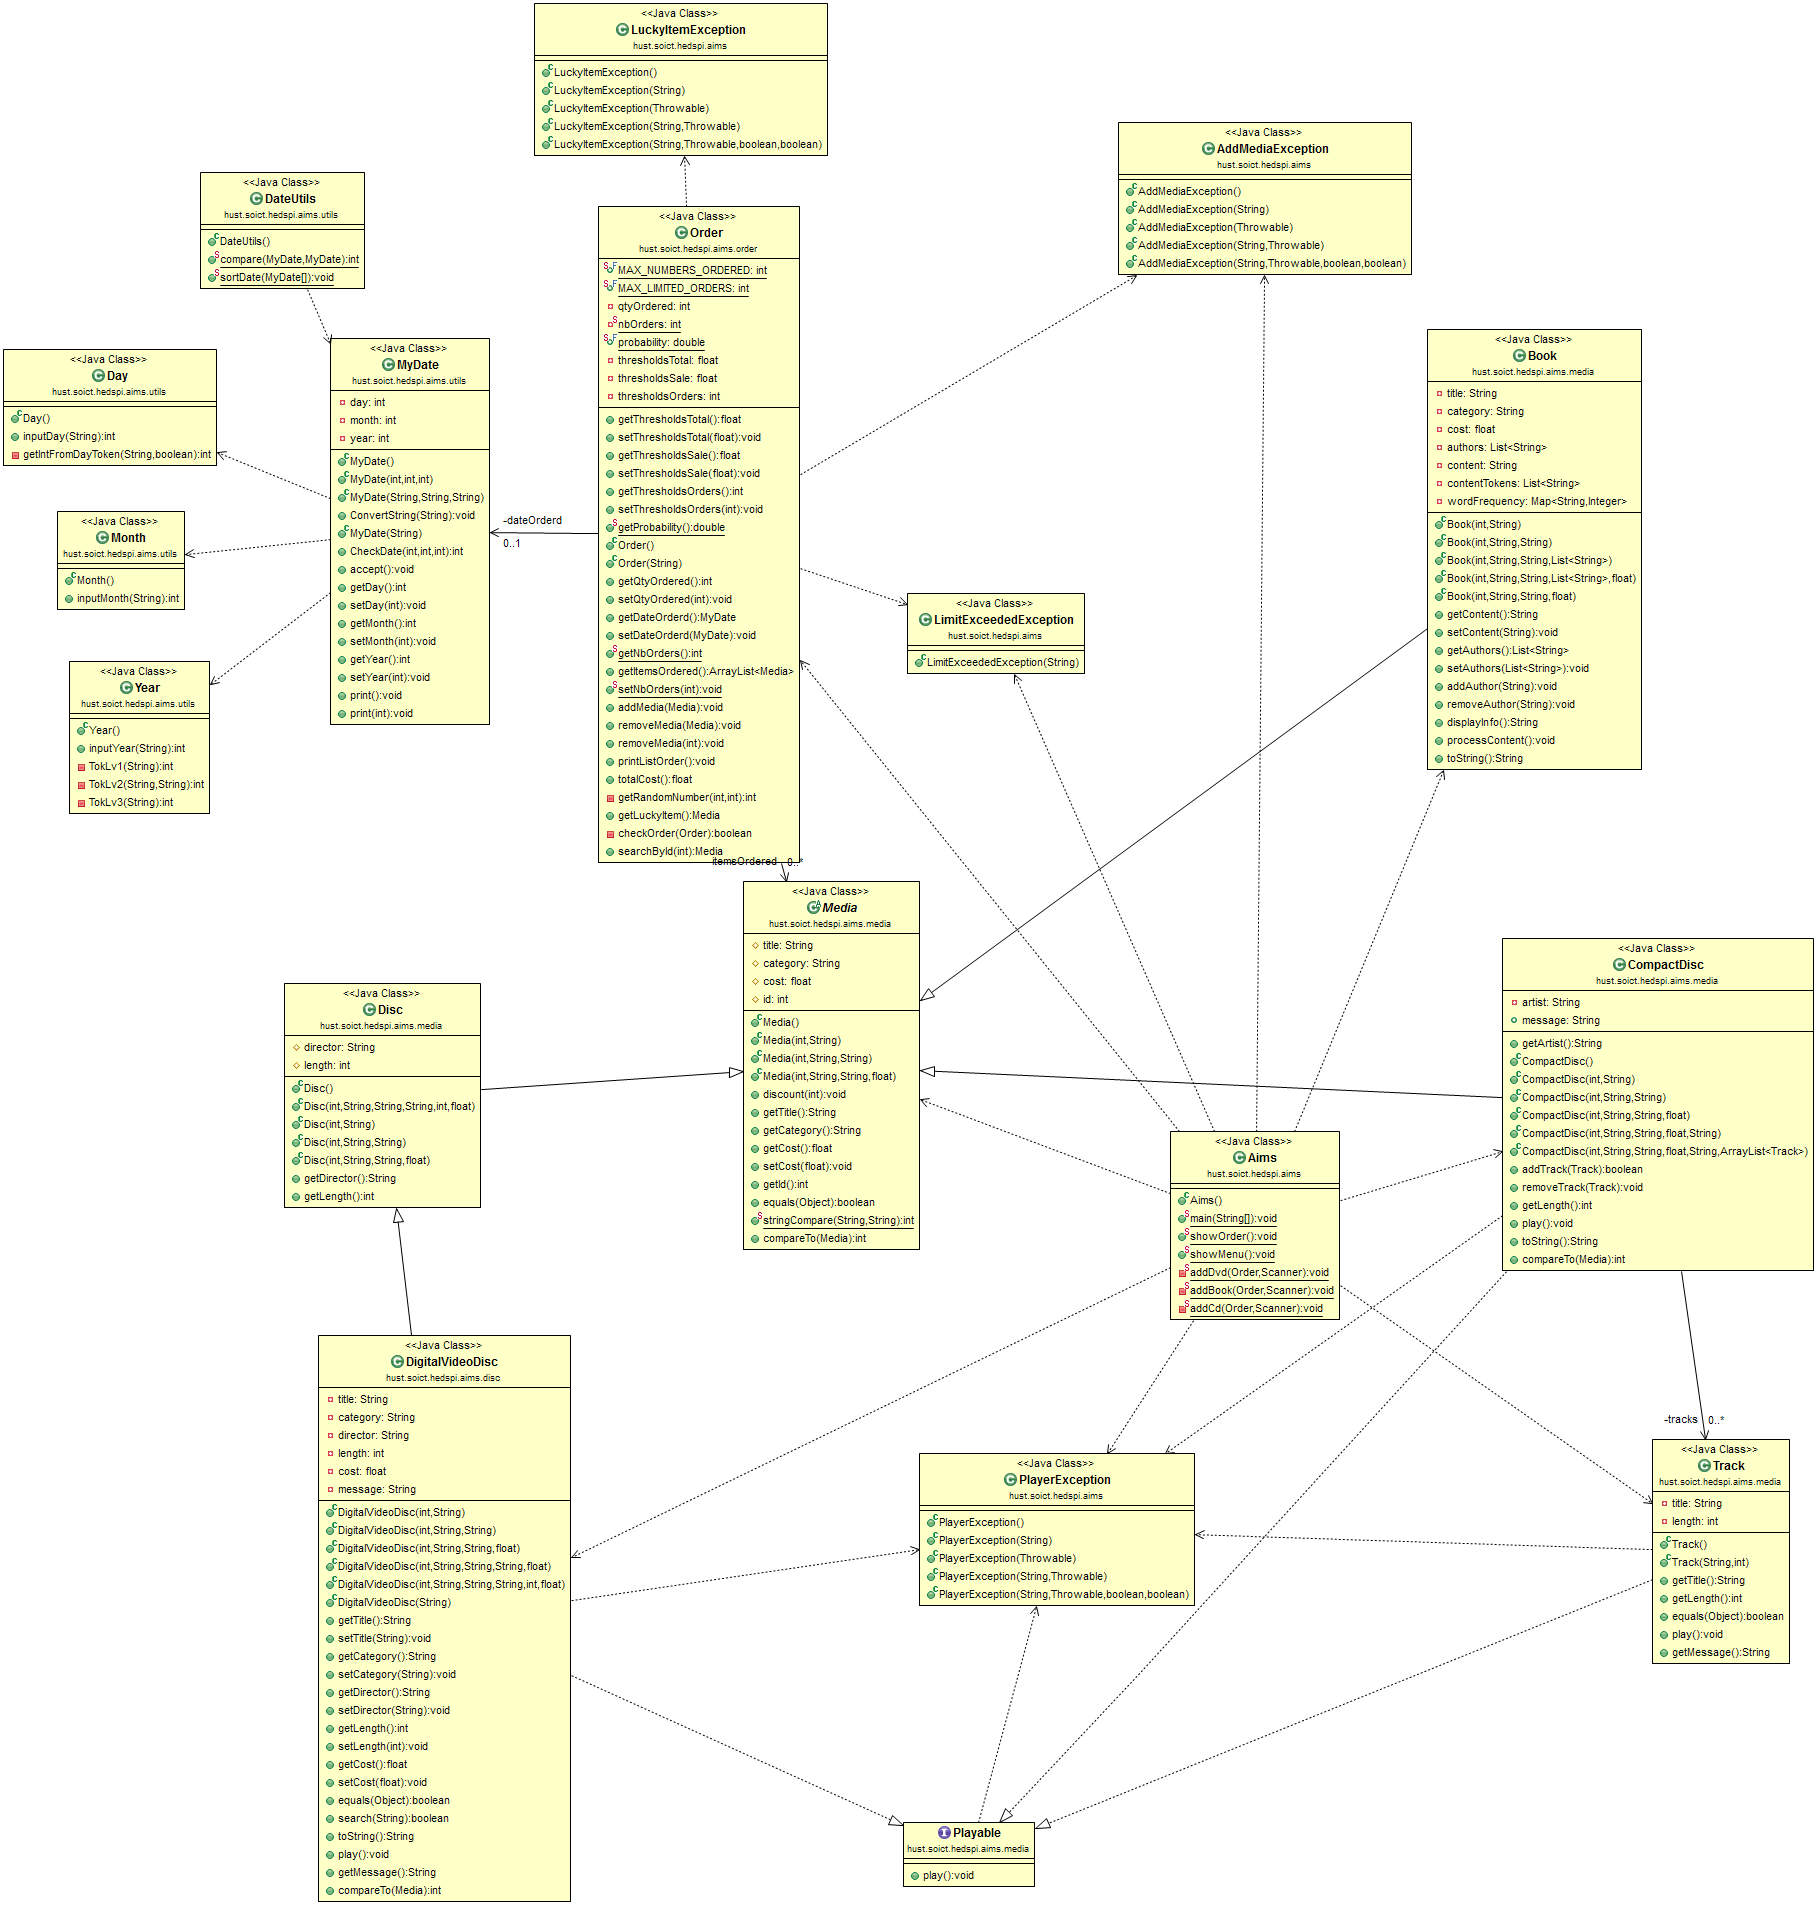 <<Java Class>>
LuckyItemException
hust.soict.hedspi.aims
LuckyItemException()
LuckyItemException(String)
LuckyItemException(Throwable)
LuckyItemException(String,Throwable)
LuckyItemException(String,Throwable,boolean,boolean)
<<Java Class>>
AddMediaException
hust.soict.hedspi.aims
AddMediaException()
AddMediaException(String)
AddMediaException(Throwable)
AddMediaException(String,Throwable)
AddMediaException(String,Throwable,boolean,boolean)
<<Java Class>>
DateUtils
hust.soict.hedspi.aims.utils
DateUtils()
compare(MyDate,MyDate):int
sortDate(MyDate[]):void
<<Java Class>>
Order
hust.soict.hedspi.aims.order
MAX_NUMBERS_ORDERED: int
MAX_LIMITED_ORDERS: int
qtyOrdered: int
nbOrders: int
probability: double
thresholdsTotal: float
thresholdsSale: float
thresholdsOrders: int
getThresholdsTotal():float
setThresholdsTotal(float):void
getThresholdsSale():float
setThresholdsSale(float):void
getThresholdsOrders():int
setThresholdsOrders(int):void
getProbability():double
Order()
Order(String)
getQtyOrdered():int
setQtyOrdered(int):void
getDateOrderd():MyDate
setDateOrderd(MyDate):void
getNbOrders():int
getItemsOrdered():ArrayList<Media>
setNbOrders(int):void
addMedia(Media):void
removeMedia(Media):void
removeMedia(int):void
printListOrder():void
totalCost():float
getRandomNumber(int,int):int
getLuckyItem():Media
checkOrder(Order):boolean
searchById(int):Media
-dateOrderd
0..1
itemsOrdered
0..*
<<Java Class>>
MyDate
hust.soict.hedspi.aims.utils
day: int
month: int
year: int
MyDate()
MyDate(int,int,int)
MyDate(String,String,String)
ConvertString(String):void
MyDate(String)
CheckDate(int,int,int):int
accept():void
getDay():int
setDay(int):void
getMonth():int
setMonth(int):void
getYear():int
setYear(int):void
print():void
print(int):void
<<Java Class>>
Day
hust.soict.hedspi.aims.utils
Day()
inputDay(String):int
getIntFromDayToken(String,boolean):int
<<Java Class>>
Month
hust.soict.hedspi.aims.utils
Month()
inputMonth(String):int
<<Java Class>>
Year
hust.soict.hedspi.aims.utils
Year()
inputYear(String):int
TokLv1(String):int
TokLv2(String,String):int
TokLv3(String):int
<<Java Class>>
LimitExceededException
hust.soict.hedspi.aims
LimitExceededException(String)
<<Java Class>>
Book
hust.soict.hedspi.aims.media
title: String
category: String
cost: float
authors: List<String>
content: String
contentTokens: List<String>
wordFrequency: Map<String,Integer>
Book(int,String)
Book(int,String,String)
Book(int,String,String,List<String>)
Book(int,String,String,List<String>,float)
Book(int,String,String,float)
getContent():String
setContent(String):void
getAuthors():List<String>
setAuthors(List<String>):void
addAuthor(String):void
removeAuthor(String):void
displayInfo():String
processContent():void
toString():String
<<Java Class>>
Media
hust.soict.hedspi.aims.media
title: String
category: String
cost: float
id: int
Media()
Media(int,String)
Media(int,String,String)
Media(int,String,String,float)
discount(int):void
getTitle():String
getCategory():String
getCost():float
setCost(float):void
getId():int
equals(Object):boolean
stringCompare(String,String):int
compareTo(Media):int
<<Java Class>>
Disc
hust.soict.hedspi.aims.media
director: String
length: int
Disc()
Disc(int,String,String,String,int,float)
Disc(int,String)
Disc(int,String,String)
Disc(int,String,String,float)
getDirector():String
getLength():int
<<Java Class>>
CompactDisc
hust.soict.hedspi.aims.media
artist: String
message: String
getArtist():String
CompactDisc()
CompactDisc(int,String)
CompactDisc(int,String,String)
CompactDisc(int,String,String,float)
CompactDisc(int,String,String,float,String)
CompactDisc(int,String,String,float,String,ArrayList<Track>)
addTrack(Track):boolean
removeTrack(Track):void
getLength():int
play():void
toString():String
compareTo(Media):int
<<Java Class>>
Aims
hust.soict.hedspi.aims
Aims()
main(String[]):void
showOrder():void
showMenu():void
addDvd(Order,Scanner):void
addBook(Order,Scanner):void
addCd(Order,Scanner):void
<<Java Class>>
DigitalVideoDisc
hust.soict.hedspi.aims.disc
title: String
category: String
director: String
length: int
cost: float
message: String
DigitalVideoDisc(int,String)
DigitalVideoDisc(int,String,String)
DigitalVideoDisc(int,String,String,float)
DigitalVideoDisc(int,String,String,String,float)
DigitalVideoDisc(int,String,String,String,int,float)
DigitalVideoDisc(String)
getTitle():String
setTitle(String):void
getCategory():String
setCategory(String):void
getDirector():String
setDirector(String):void
getLength():int
setLength(int):void
getCost():float
setCost(float):void
equals(Object):boolean
search(String):boolean
toString():String
play():void
getMessage():String
compareTo(Media):int
<<Java Class>>
PlayerException
hust.soict.hedspi.aims
PlayerException()
PlayerException(String)
PlayerException(Throwable)
PlayerException(String,Throwable)
PlayerException(String,Throwable,boolean,boolean)
-tracks
0..*
<<Java Class>>
Track
hust.soict.hedspi.aims.media
title: String
length: int
Track()
Track(String,int)
getTitle():String
getLength():int
equals(Object):boolean
play():void
getMessage():String
Playable
hust.soict.hedspi.aims.media
play():void